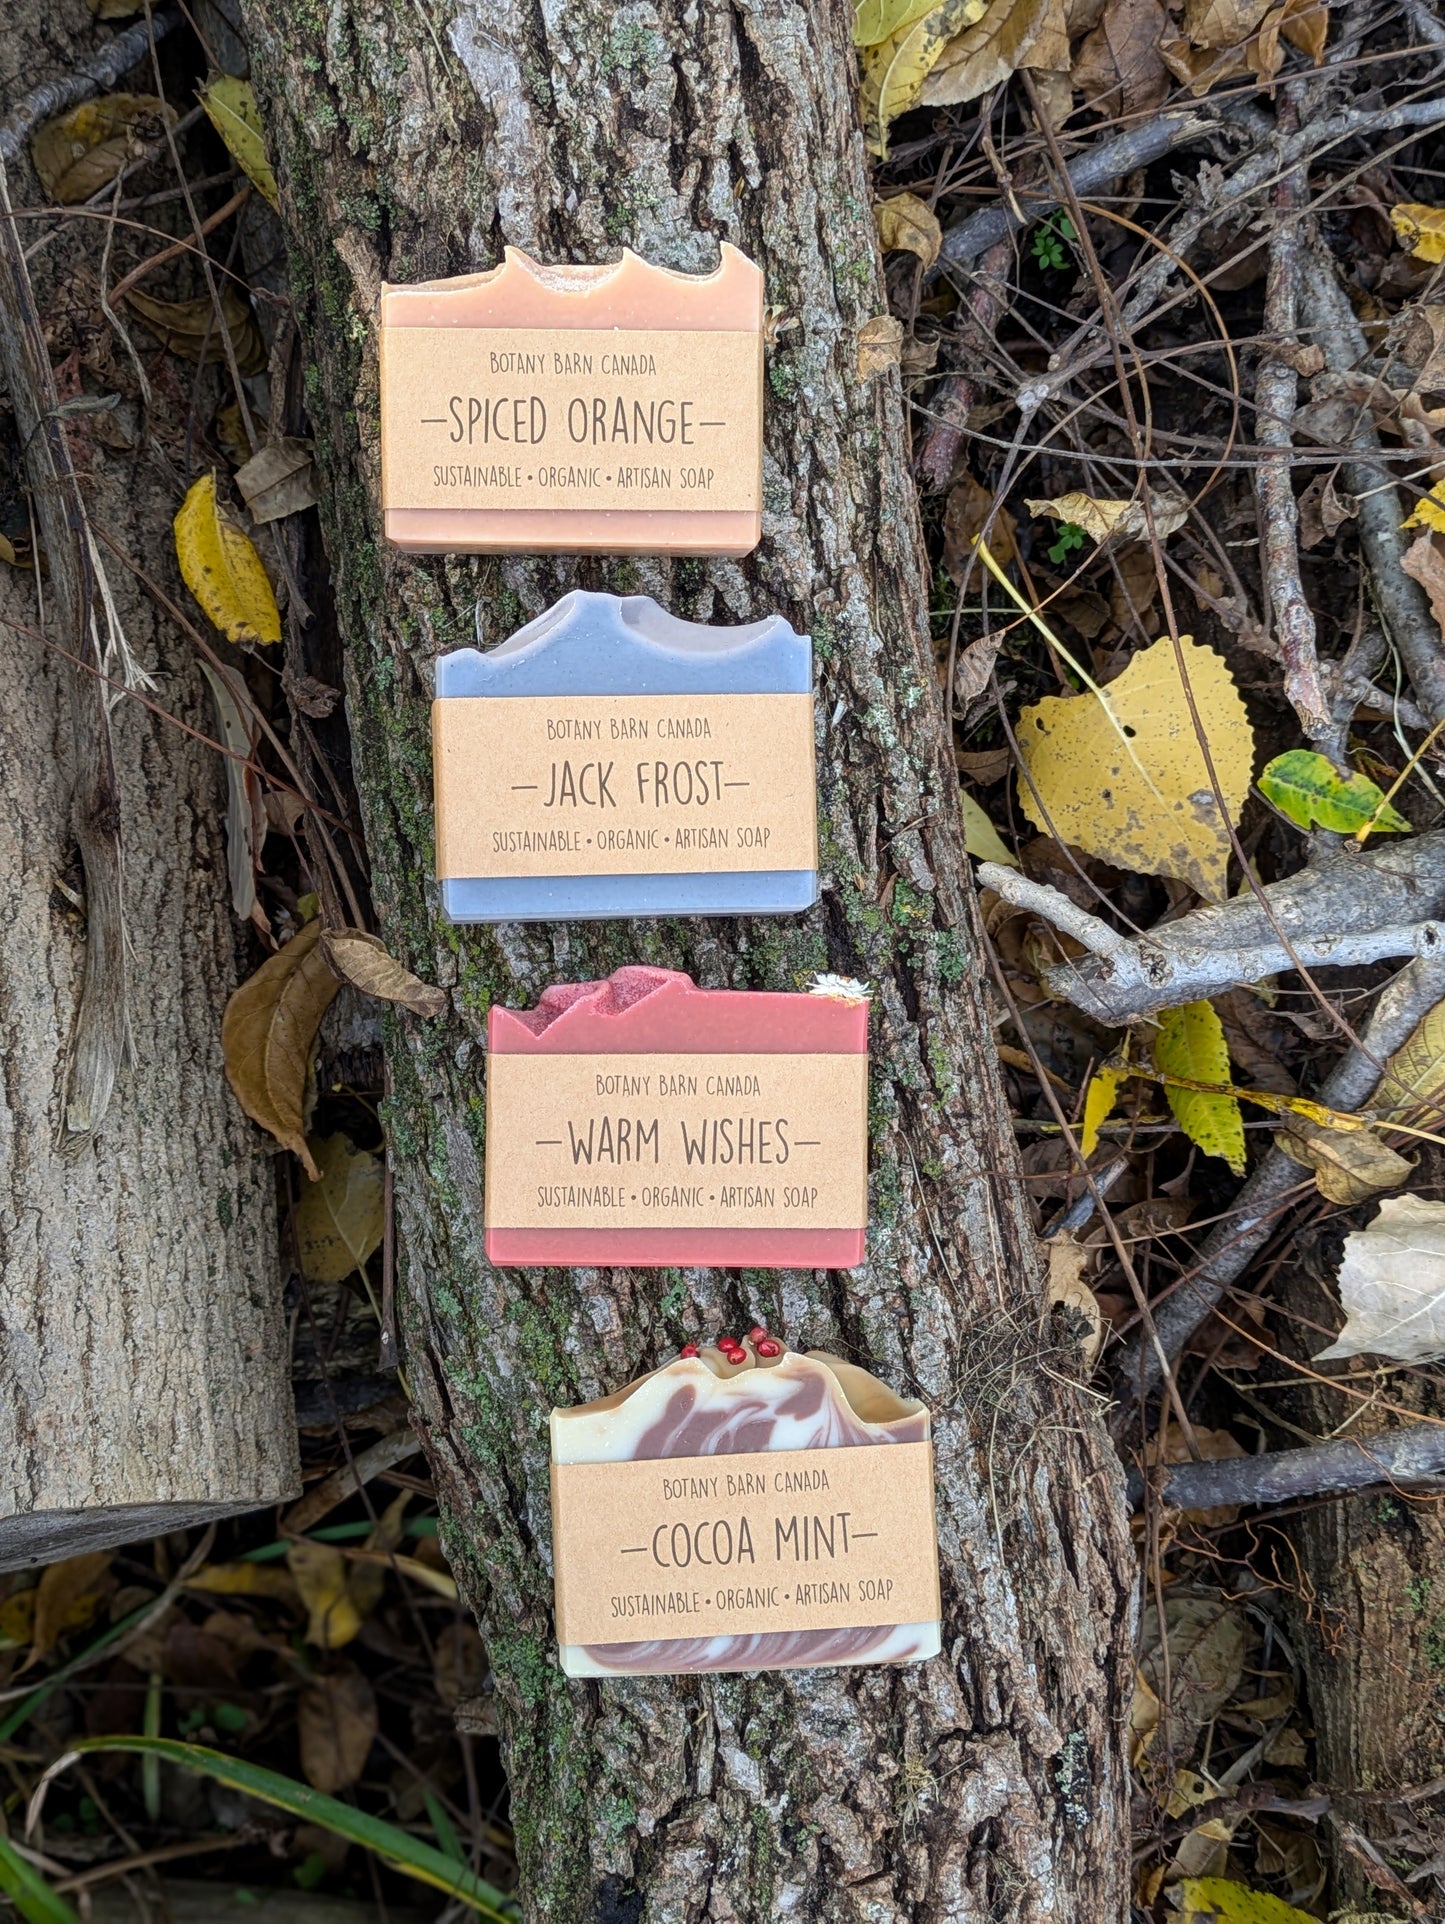 BOTANY BARN CANADA
—SPICED ORANGE—
SUSTAINABLE • ORGANIC • ARTISAN SOAP
BOTANY BARN CANADA
—JACK FROST—
SUSTAINABLE • ORGANIC • ARTISAN SOAP
BOTANY BARN CANADA
—WARM WISHES—
SUSTAINABLE • ORGANIC • ARTISAN SOAP
BOTANY BARN CANADA
—COCOA MINT—
SUSTAINABLE • ORGANIC • ARTISAN SOAP